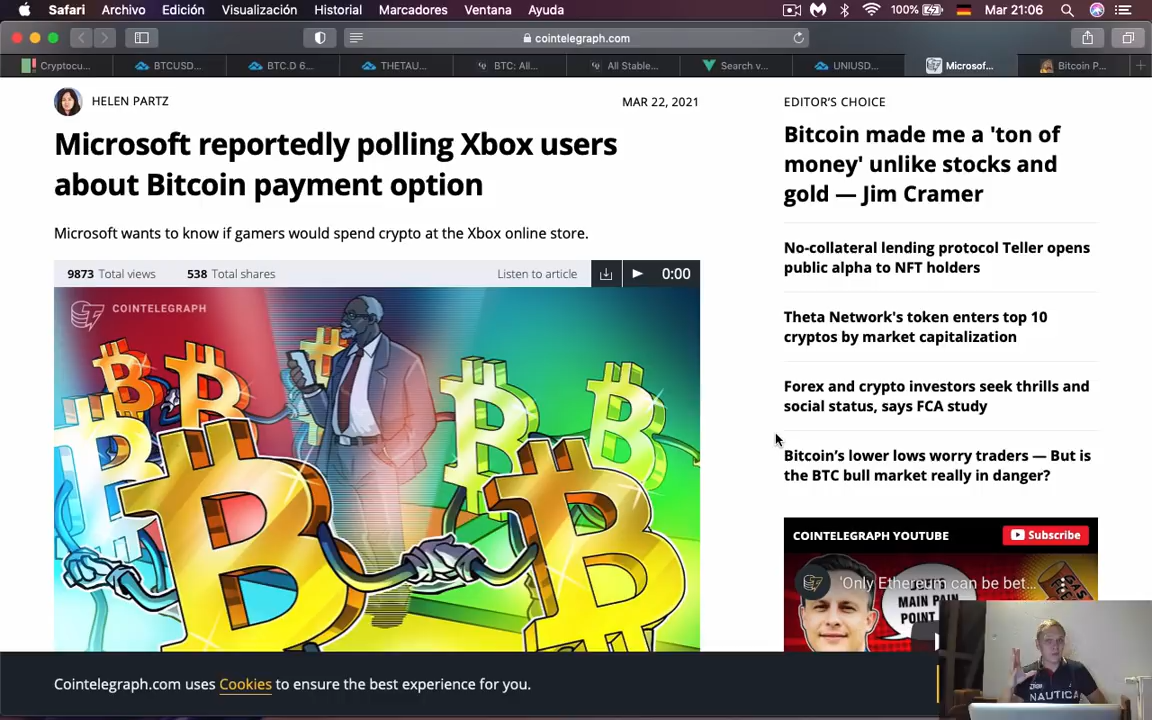 Safari Archivo Edición Visualización Historial Marcadores Ventana Ayuda 100% Mar 21:06
cointelegraph.com
Cryptocu... BTCUSD... BTC.D 6... THETAU... BTC: All... All Stable... Search v... UNIUSD... Microsof... Bitcoin P...
HELEN PARTZ
MAR 22, 2021
Microsoft reportedly polling Xbox users
about Bitcoin payment option
Microsoft wants to know if gamers would spend crypto at the Xbox online store.
9873 Total views 538 Total shares Listen to article 0:00
COINTELEGRAPH
EDITOR'S CHOICE
Bitcoin made me a 'ton of
money' unlike stocks and
gold — Jim Cramer
No-collateral lending protocol Teller opens
public alpha to NFT holders
Theta Network's token enters top 10
cryptos by market capitalization
Forex and crypto investors seek thrills and
social status, says FCA study
Bitcoin's lower lows worry traders — But is
the BTC bull market really in danger?
COINTELEGRAPH YOUTUBE Subscribe
'Only Ethereum can be bet...
MAIN PAIN
POINT
GAS
NAUTICA
Cointelegraph.com uses Cookies to ensure the best experience for you.